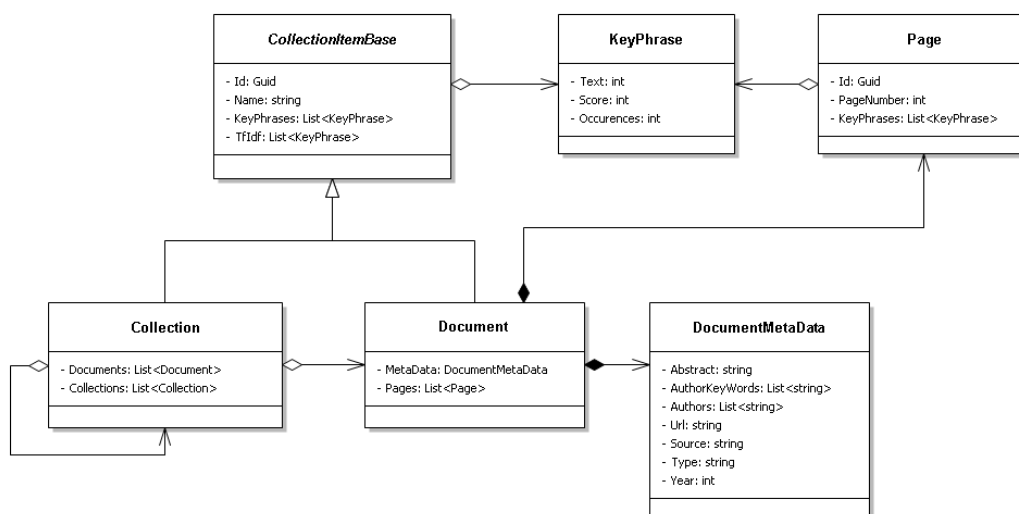 CollectionItemBase
- Id: Guid
- Name: string
- KeyPhrases: List<KeyPhrase>
- TfIdf: List<KeyPhrase>
KeyPhrase
- Text: int
- Score: int
- Occurences: int
Page
- Id: Guid
- PageNumber: int
- KeyPhrases: List<KeyPhrase>
Collection
- Documents: List<Document>
- Collections: List<Collection>
Document
- MetaData: DocumentMetaData
- Pages: List<Page>
DocumentMetaData
- Abstract: string
- AuthorKeyWords: List<string>
- Authors: List<string>
- Url: string
- Source: string
- Type: string
- Year: int